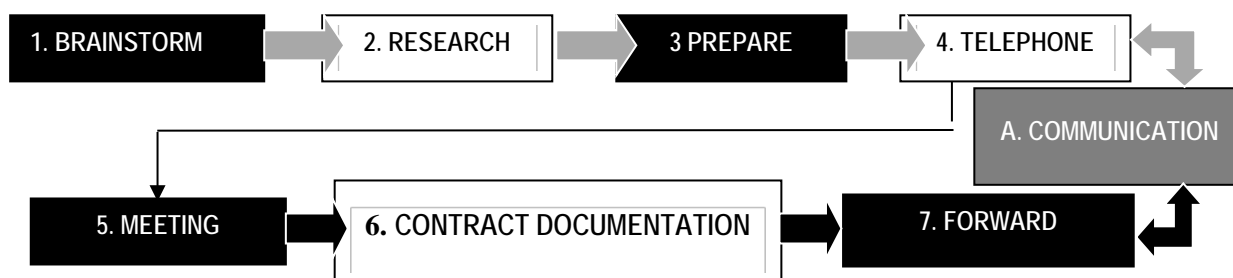 1. BRAINSTORM
2. RESEARCH
3 PREPARE
4. TELEPHONE
A. COMMUNICATION
5. MEETING
6. CONTRACT DOCUMENTATION
7. FORWARD